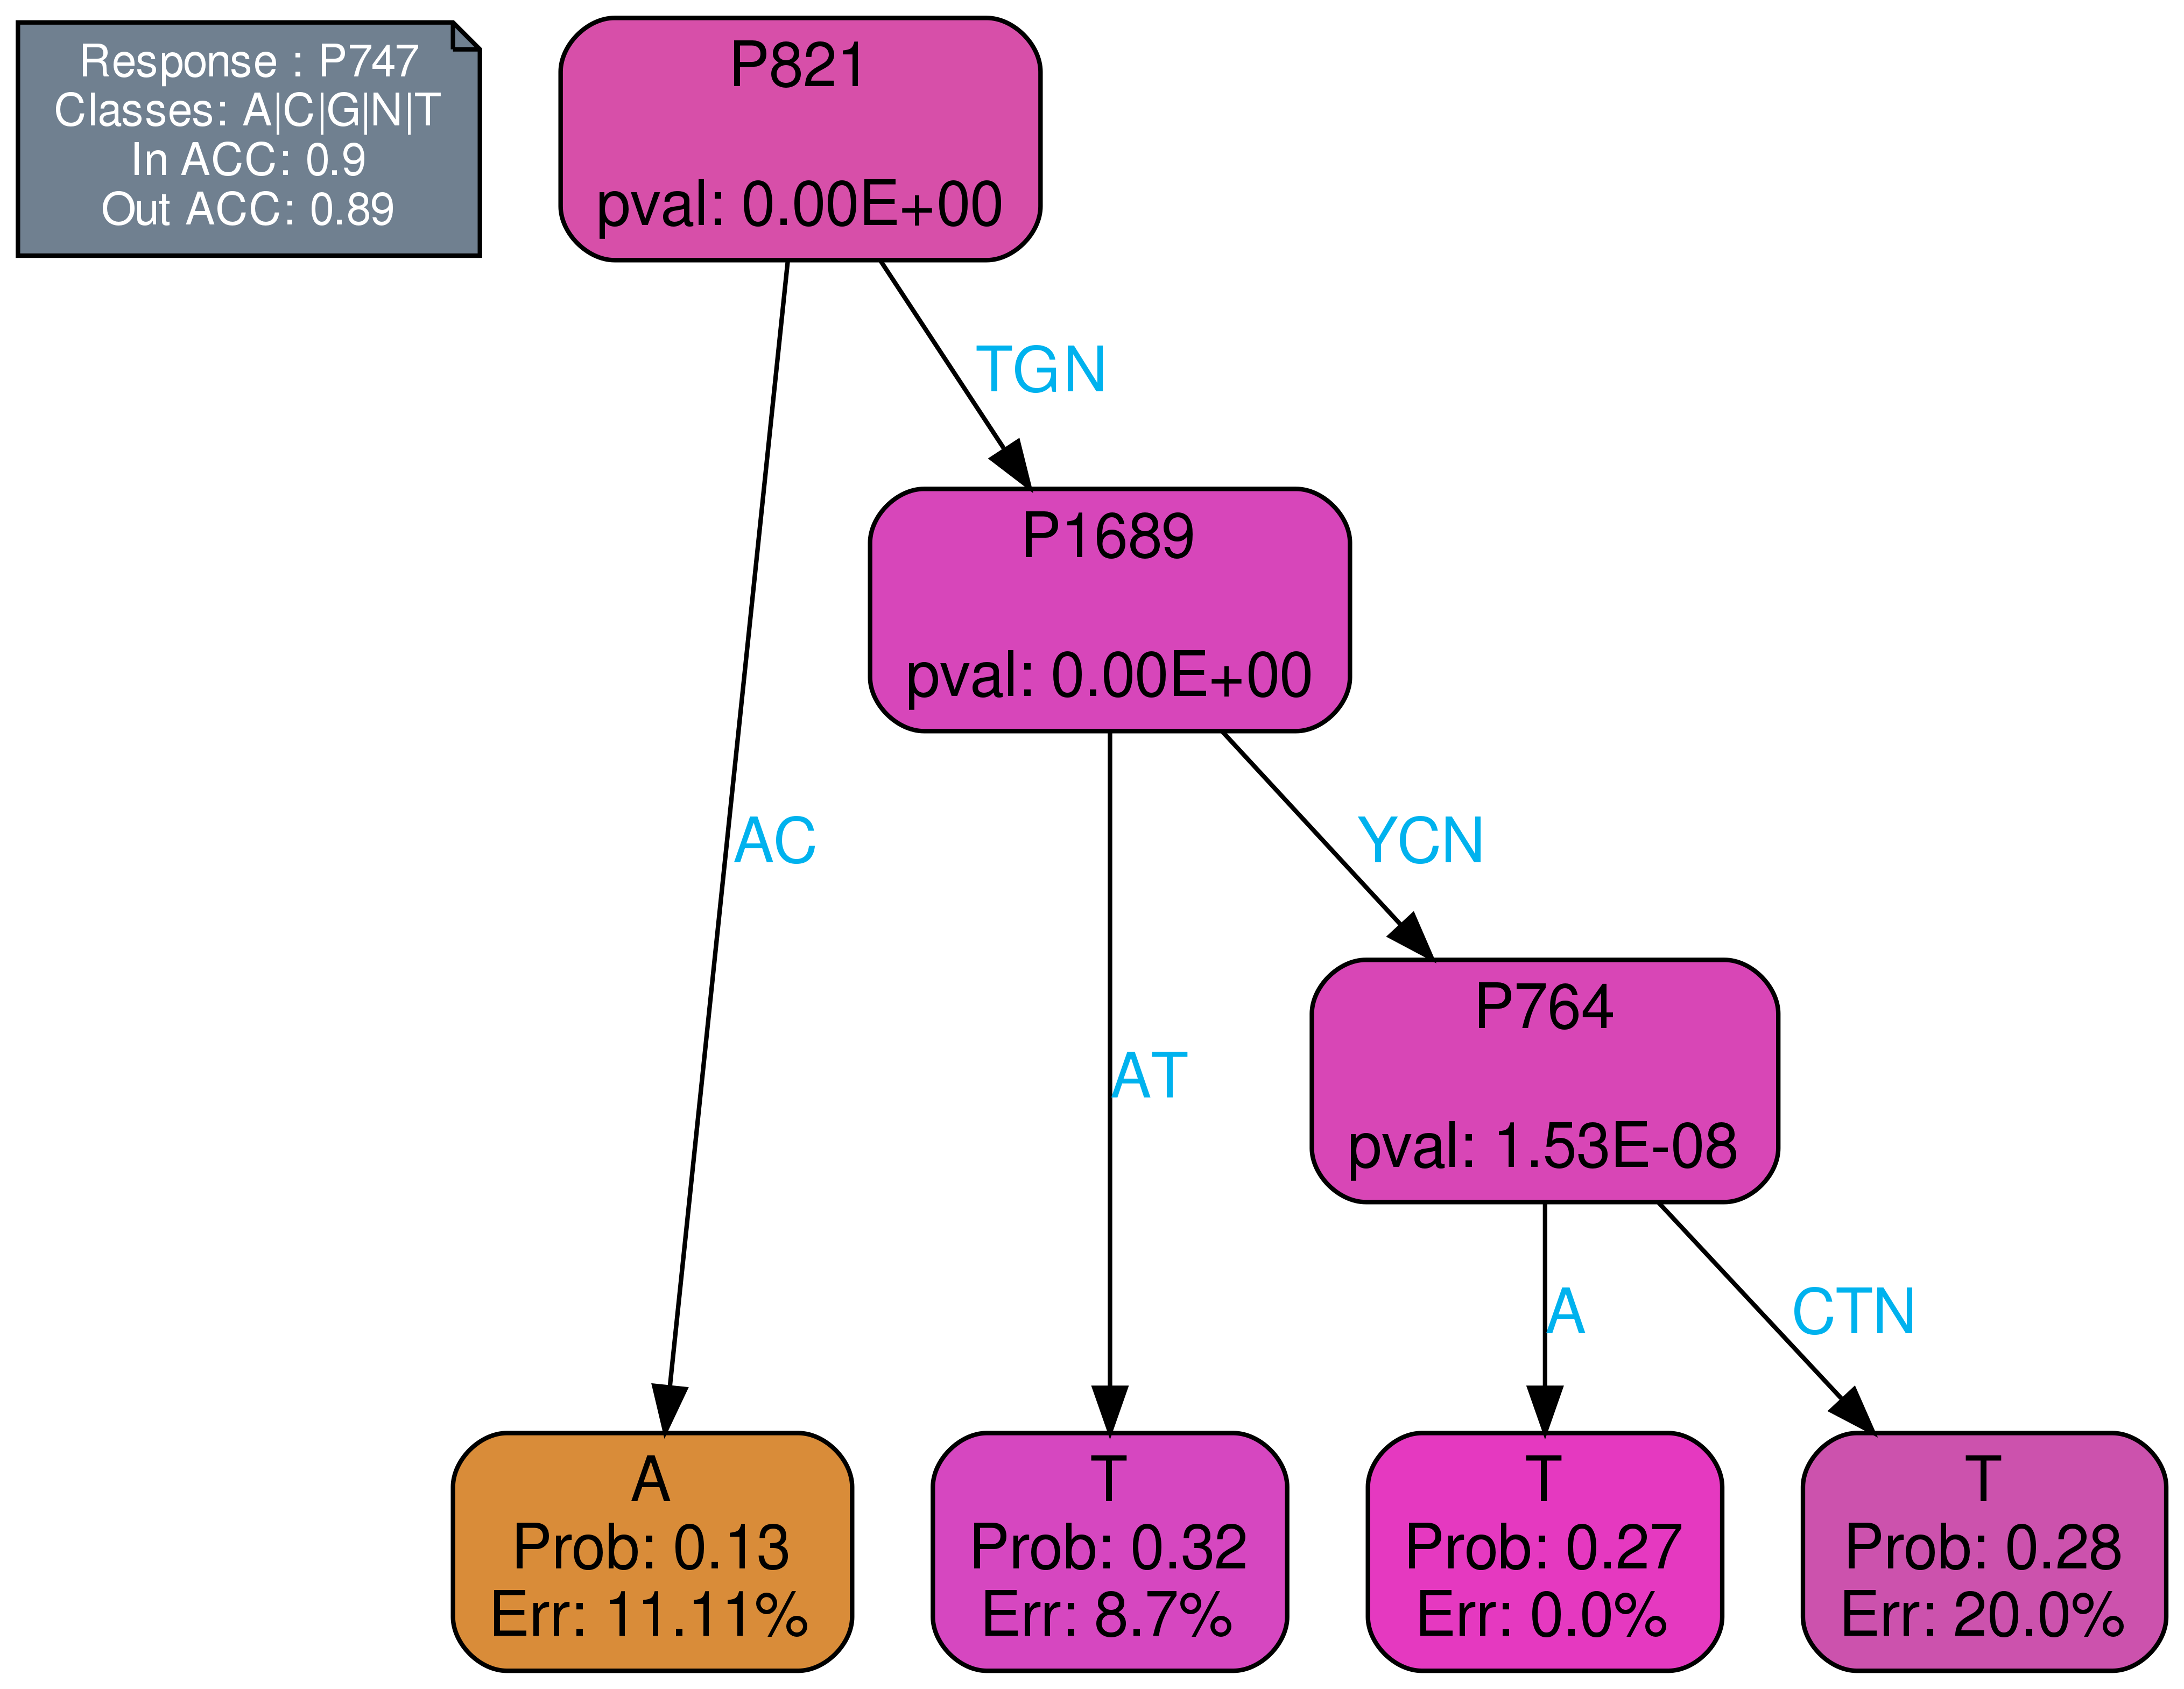 Response : P747
Classes: A|C|G|N|T
In ACC: 0.9
Out ACC: 0.89
P821
pval: 0.00E+00
TGN
P1689
pval: 0.00E+00
AC
YCN
P764
pval: 1.53E-08
AT
A
CTN
A
Prob: 0.13
Err: 11.11%
T
Prob: 0.32
Err: 8.7%
T
Prob: 0.27
Err: 0.0%
T
Prob: 0.28
Err: 20.0%